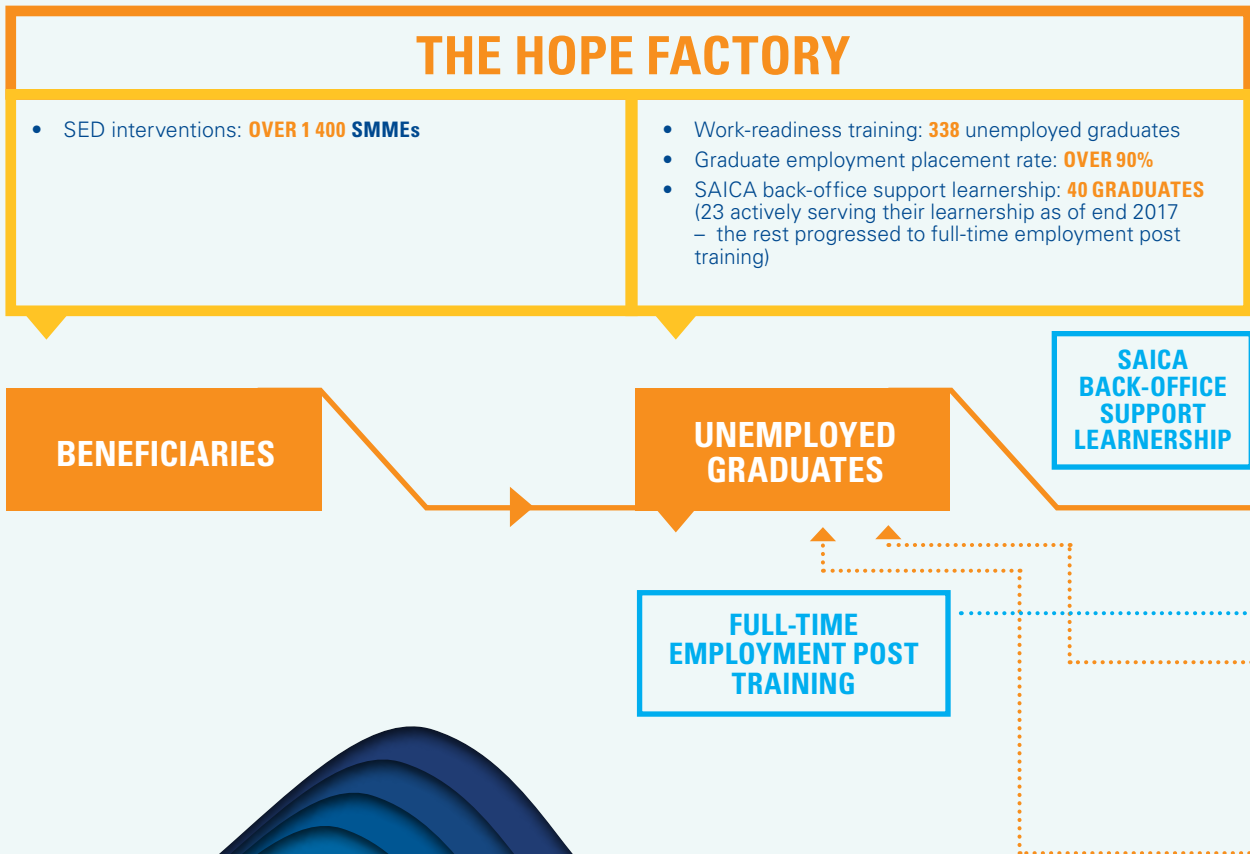 THE HOPE FACTORY
• SED interventions: OVER 1 400 SMMEs
• Work-readiness training: 338 unemployed graduates
• Graduate employment placement rate: OVER 90%
• SAICA back-office support learnership: 40 GRADUATES
(23 actively serving their learnership as of end 2017
– the rest progressed to full-time employment post
training)
SAICA
BACK-OFFICE
SUPPORT
LEARNERSHIP
BENEFICIARIES
UNEMPLOYED
GRADUATES
FULL-TIME
EMPLOYMENT POST
TRAINING